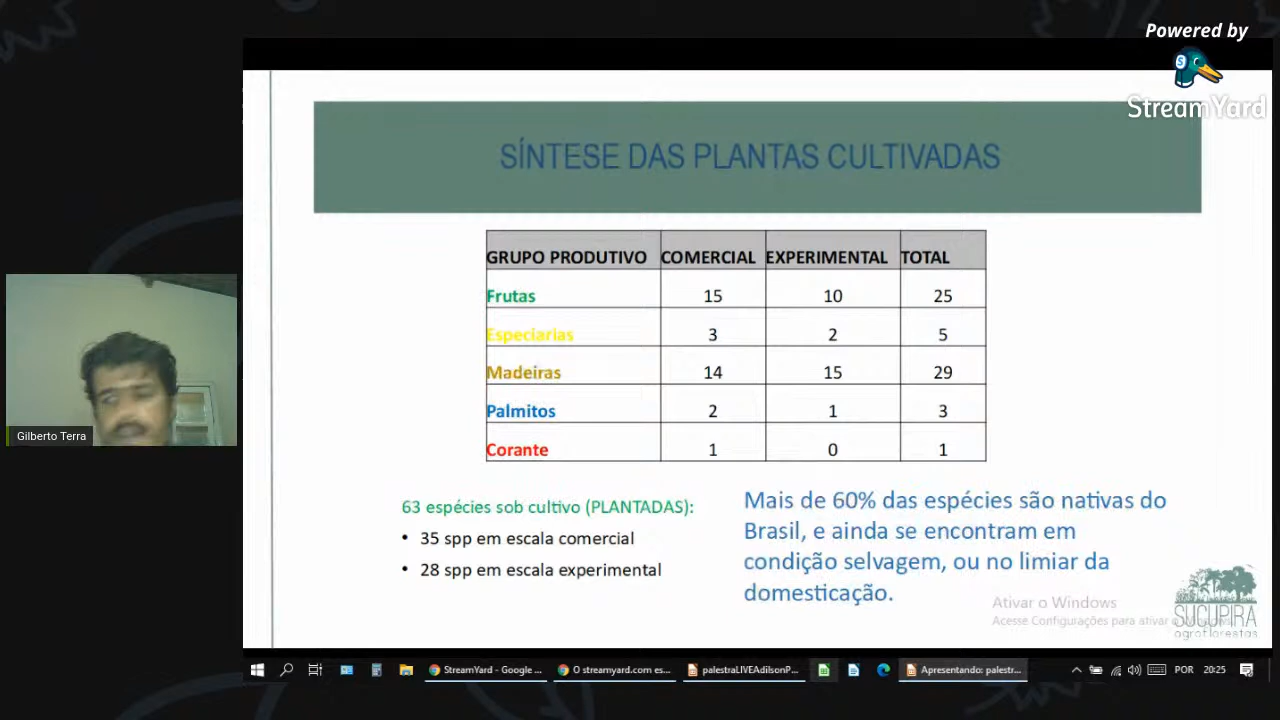 Powered by
StreamYard
SÍNTESE DAS PLANTAS CULTIVADAS
GRUPO PRODUTIVO COMERCIAL EXPERIMENTAL TOTAL
Frutas 15 10 25
Especiarias 3 2 5
Madeiras 14 15 29
Palmitos 2 1 3
Corante 1 0 1
63 espécies sob cultivo (PLANTADAS):
• 35 spp em escala comercial
• 28 spp em escala experimental
Mais de 60% das espécies são nativas do
Brasil, e ainda se encontram em
condição selvagem, ou no limiar da
domesticação.
Ativar o Windows
Acesse Configurações para ativar o
SUCUPIRA
agroflorestas
Gilberto Terra
StreamYard - Google ...
O streamyard.com es...
palestraLIVEAdilsonP...
Apresentando: palestr...
POR
20:25